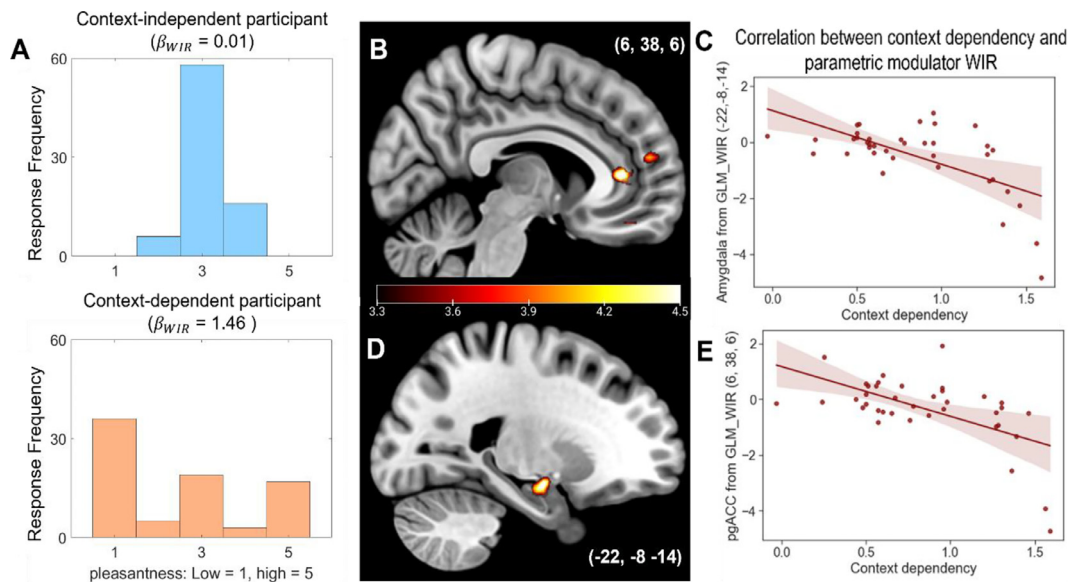 A
Context-independent participant
(β_WIR = 0.01)
Response Frequency
60
30
0
1 3 5
Context-dependent participant
(β_WIR = 1.46 )
Response Frequency
60
30
0
1 3 5
pleasantness: Low = 1, high = 5
B
(6, 38, 6)
3.3 3.6 3.9 4.2 4.5
D
(-22, -8 -14)
C
Correlation between context dependency and
parametric modulator WIR
Amygdala from GLM_WIR (-22,-8,-14)
2
0
-2
-4
0.0 0.5 1.0 1.5
Context dependency
E
pgACC from GLM_WIR (6, 38, 6)
2
0
-2
-4
0.0 0.5 1.0 1.5
Context dependency